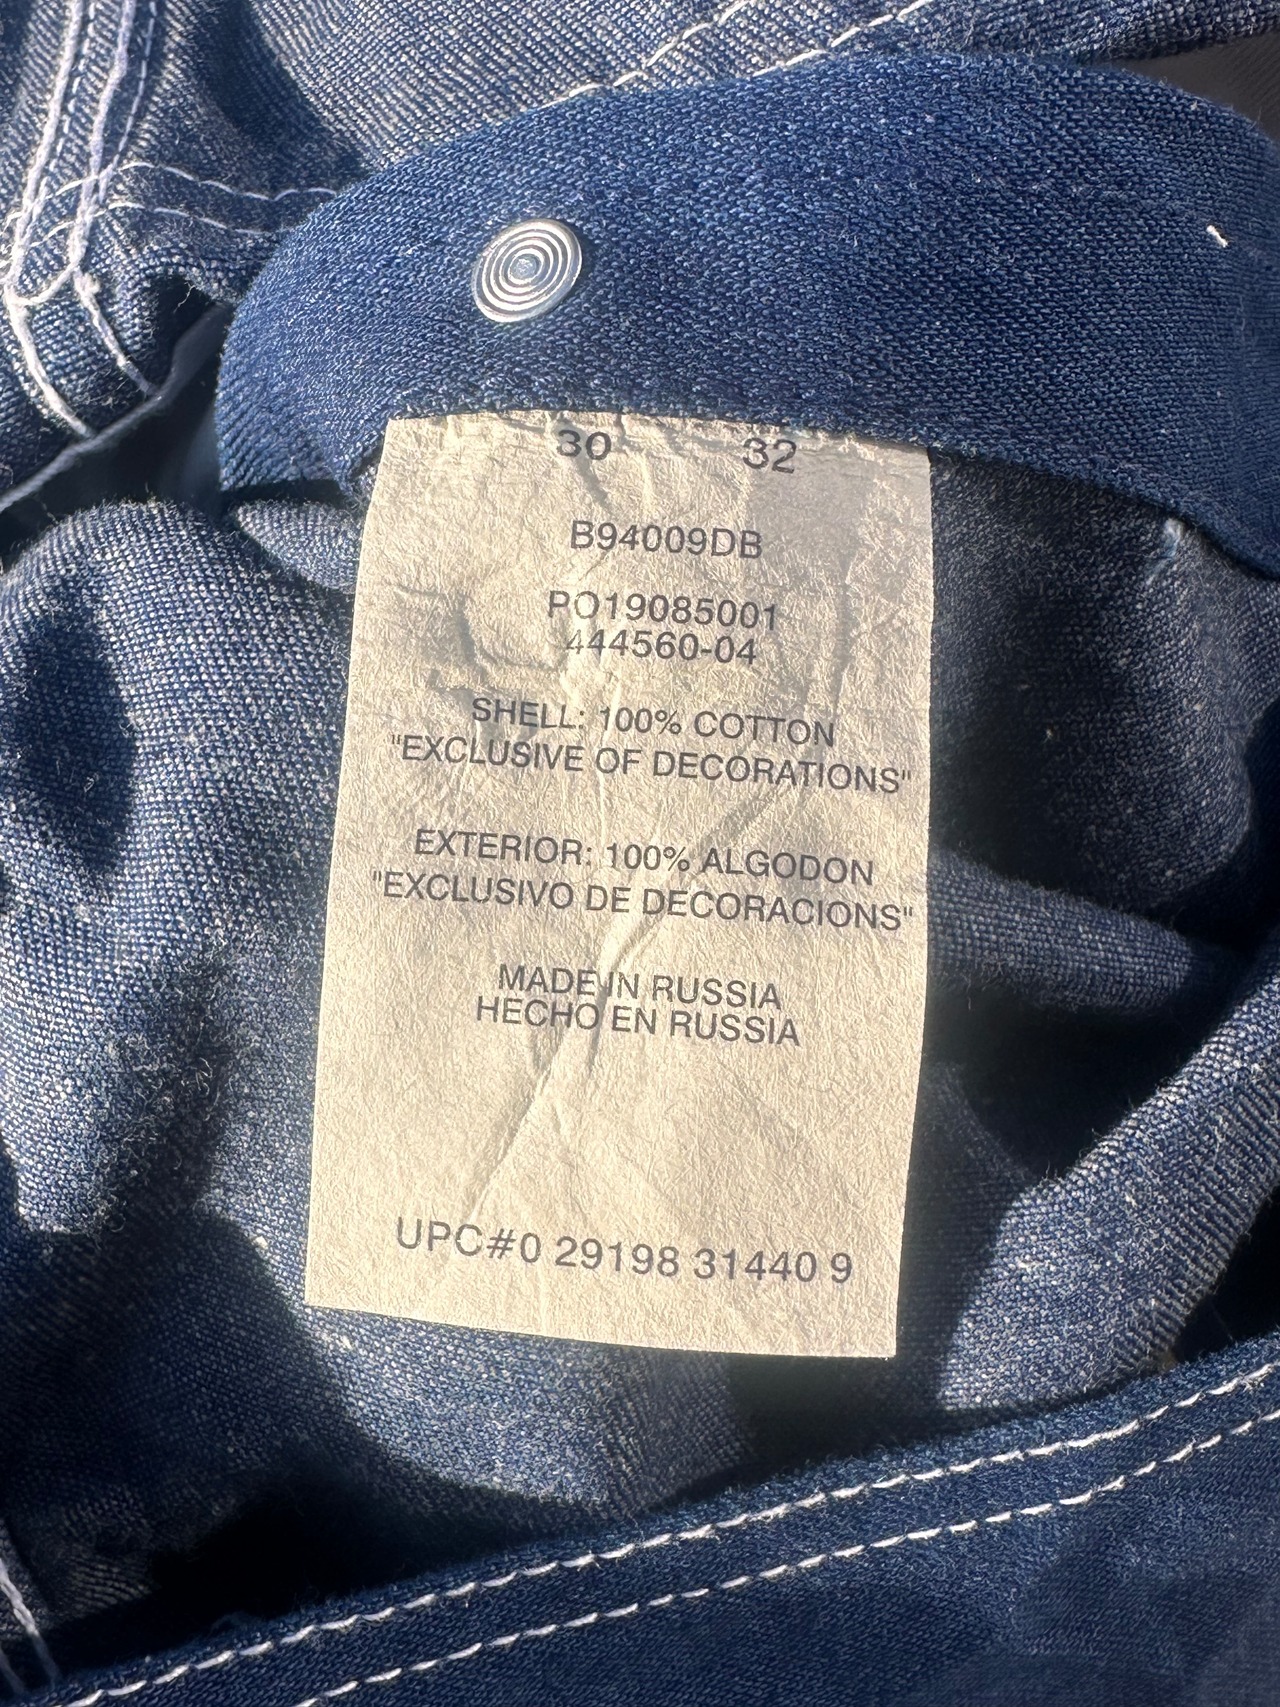 30 32
B94009DB
PO19085001
444560-04
SHELL: 100% COTTON
"EXCLUSIVE OF DECORATIONS"
EXTERIOR: 100% ALGODON
"EXCLUSIVO DE DECORACIONS"
MADE IN RUSSIA
HECHO EN RUSSIA
UPC#0 29198 31440 9